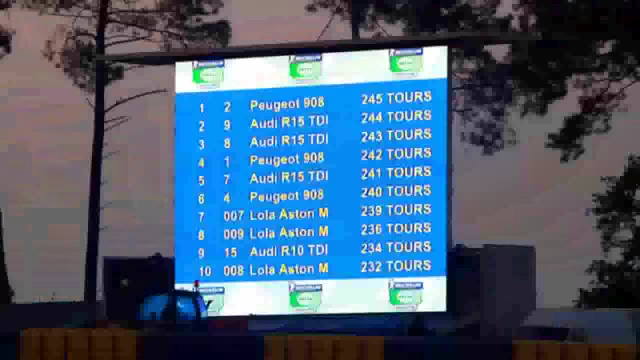 1 2 Peugeot 908 245 TOURS
2 9 Audi R15 TDI 244 TOURS
3 8 Audi R15 TDI 243 TOURS
4 1 Peugeot 908 242 TOURS
5 7 Audi R15 TDI 241 TOURS
6 4 Peugeot 908 240 TOURS
7 007 Lola Aston M 239 TOURS
8 009 Lola Aston M 236 TOURS
9 15 Audi R10 TDI 234 TOURS
10 008 Lola Aston M 232 TOURS